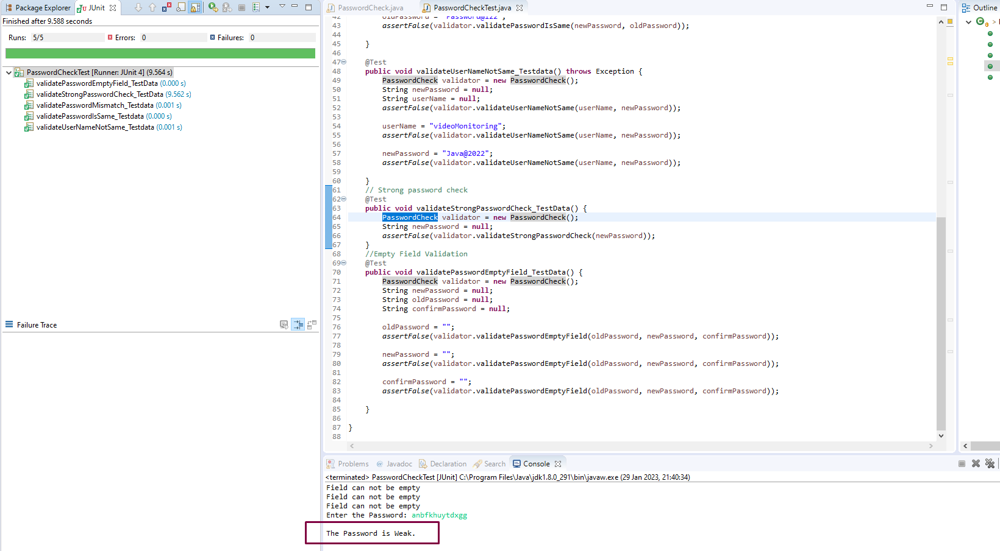 Package Explorer
JUnit
Finished after 9.588 seconds
Runs: 5/5
Errors: 0
Failures: 0
PasswordCheckTest [Runner: JUnit 4] (9.564 s)
validatePasswordEmptyField_TestData (0.000 s)
validateStrongPasswordCheck_TestData (9.562 s)
validatePasswordMismatch_Testdata (0.001 s)
validatePasswordIsSame_Testdata (0.000 s)
validateUserNameNotSame_Testdata (0.001 s)
Failure Trace
PasswordCheck.java
PasswordCheckTest.java
42 oldPassword = "Password@122";
43 assertFalse(validator.validatePasswordIsSame(newPassword, oldPassword));
44
45 }
46
47 @Test
48 public void validateUserNameNotSame_Testdata() throws Exception {
49 PasswordCheck validator = new PasswordCheck();
50 String newPassword = null;
51 String userName = null;
52 assertFalse(validator.validateUserNameNotSame(userName, newPassword));
53
54 userName = "videoMonitoring";
55 assertFalse(validator.validateUserNameNotSame(userName, newPassword));
56
57 newPassword = "Java@2022";
58 assertFalse(validator.validateUserNameNotSame(userName, newPassword));
59
60 }
61 // Strong password check
62 @Test
63 public void validateStrongPasswordCheck_TestData() {
64 PasswordCheck validator = new PasswordCheck();
65 String newPassword = null;
66 assertFalse(validator.validateStrongPasswordCheck(newPassword));
67 }
68 //Empty Field Validation
69 @Test
70 public void validatePasswordEmptyField_TestData() {
71 PasswordCheck validator = new PasswordCheck();
72 String newPassword = null;
73 String oldPassword = null;
74 String confirmPassword = null;
75
76 oldPassword = "";
77 assertFalse(validator.validatePasswordEmptyField(oldPassword, newPassword, confirmPassword));
78
79 newPassword = "";
80 assertFalse(validator.validatePasswordEmptyField(oldPassword, newPassword, confirmPassword));
81
82 confirmPassword = "";
83 assertFalse(validator.validatePasswordEmptyField(oldPassword, newPassword, confirmPassword));
84
85 }
86
87 }
88
Outline
Problems
@ Javadoc
Declaration
Search
Console
<terminated> PasswordCheckTest [JUnit] C:\Program Files\Java\jdk1.8.0_291\bin\javaw.exe (29 Jan 2023, 21:40:34)
Field can not be empty
Field can not be empty
Field can not be empty
Enter the Password: anbfkhuytdxgg
The Password is Weak.